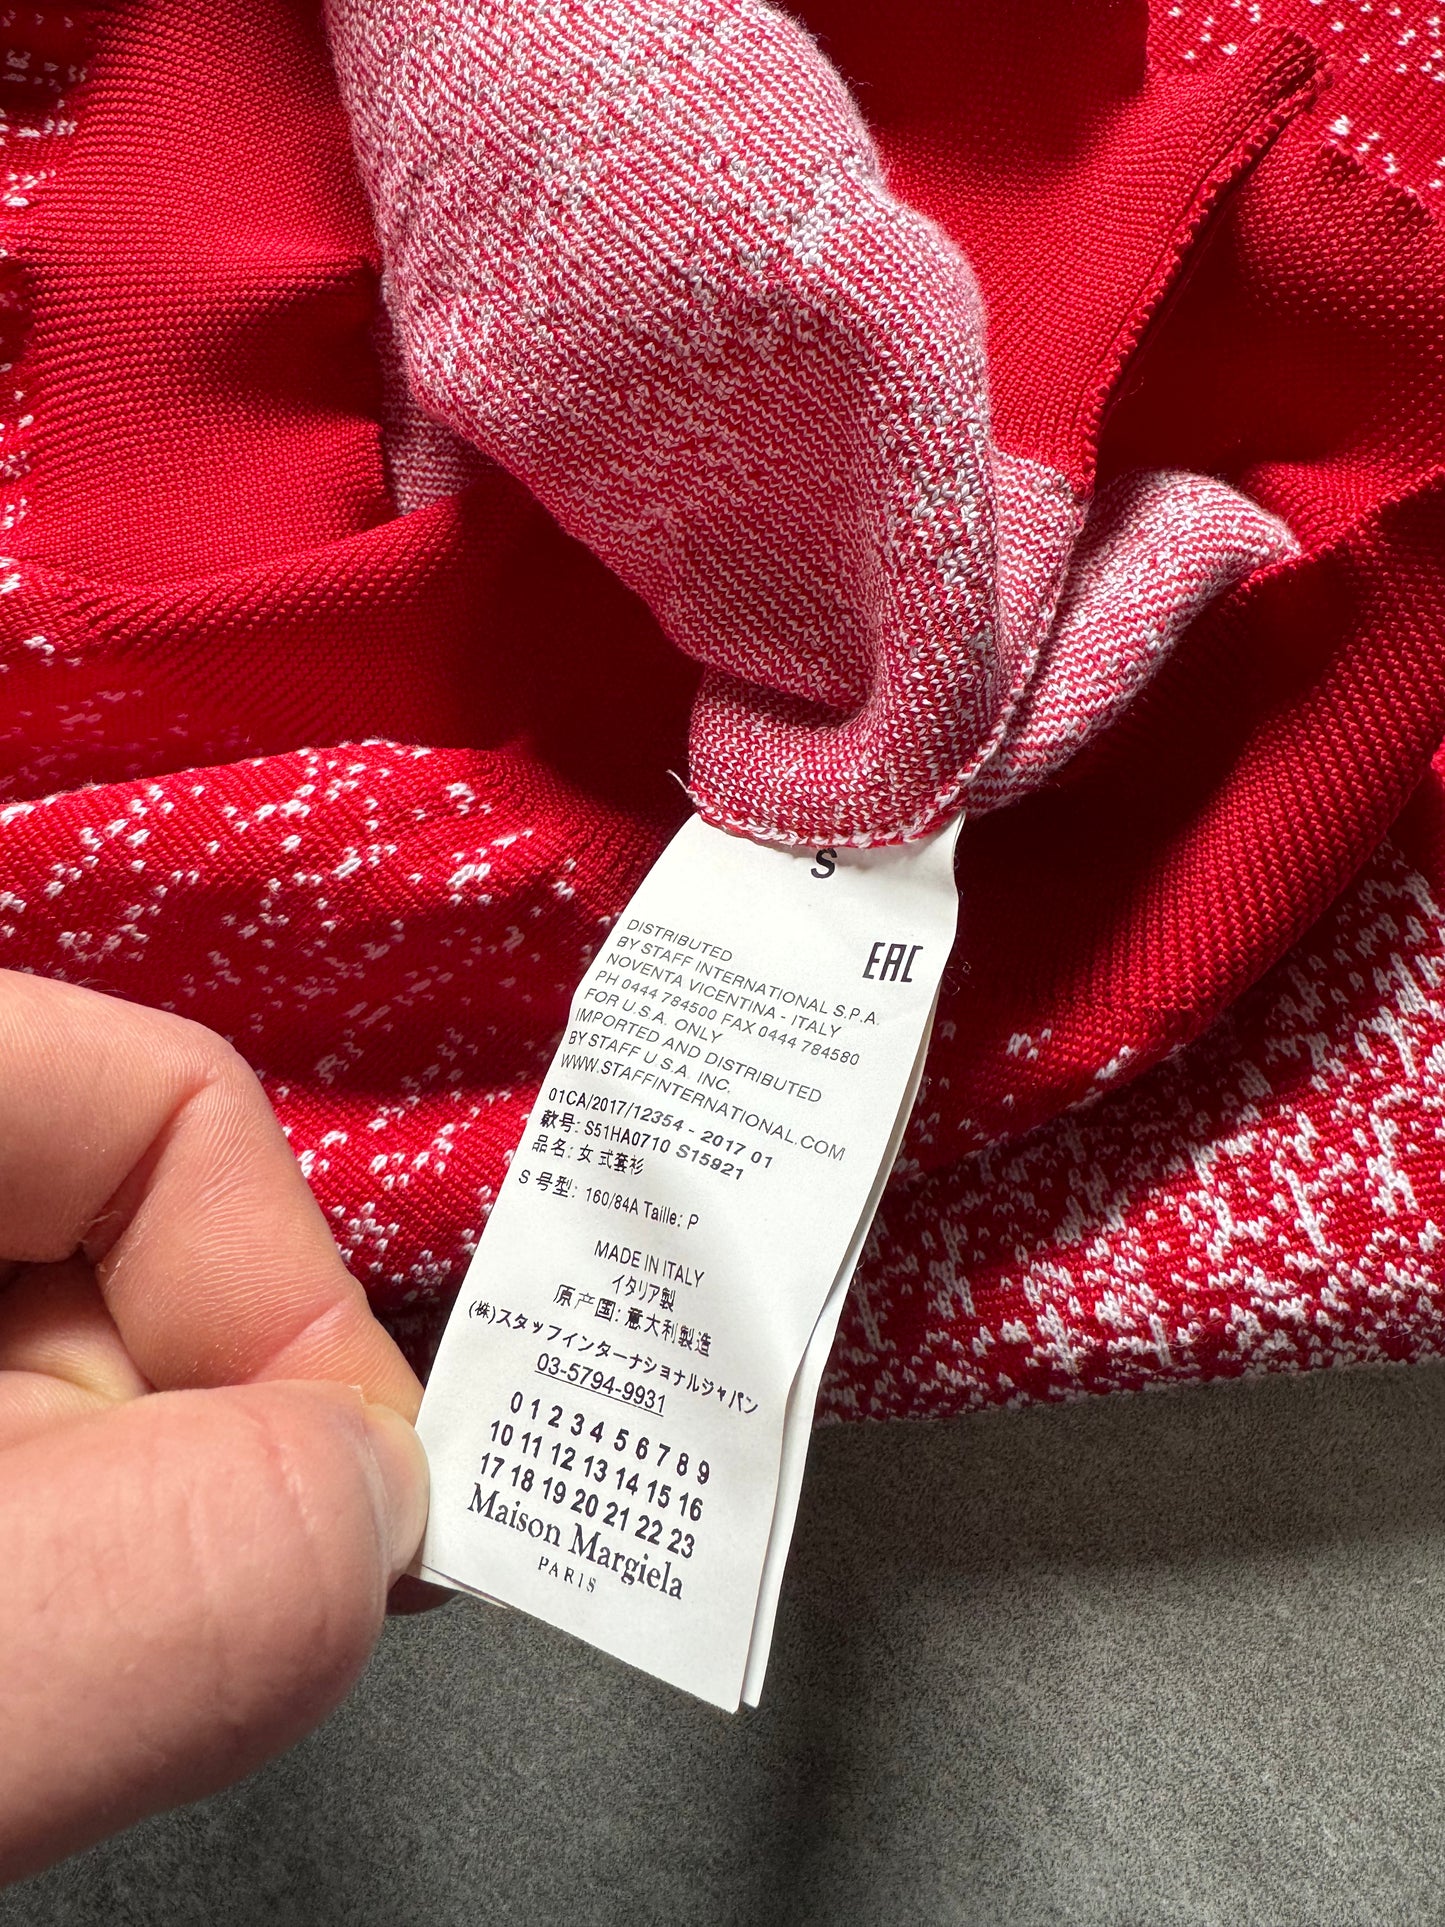 S
EAC
DISTRIBUTED
BY STAFF INTERNATIONAL S.P.A.
NOVENTA VICENTINA - ITALY
PH 0444 784500 FAX 0444 784580
FOR U.S.A. ONLY
IMPORTED AND DISTRIBUTED
BY STAFF U.S.A. INC.
WWW.STAFFINTERNATIONAL.COM
01CA/2017/12354 - 2017 01
款号: S51HA0710 S15921
品名: 女 式套衫
S 号型: 160/84A Taille: P
MADE IN ITALY
イタリア製
原产国: 意大利製造
(株)スタッフインターナショナルジャパン
03-5794-9931
0 1 2 3 4 5 6 7 8 9
10 11 12 13 14 15 16
17 18 19 20 21 22 23
Maison Margiela
PARIS